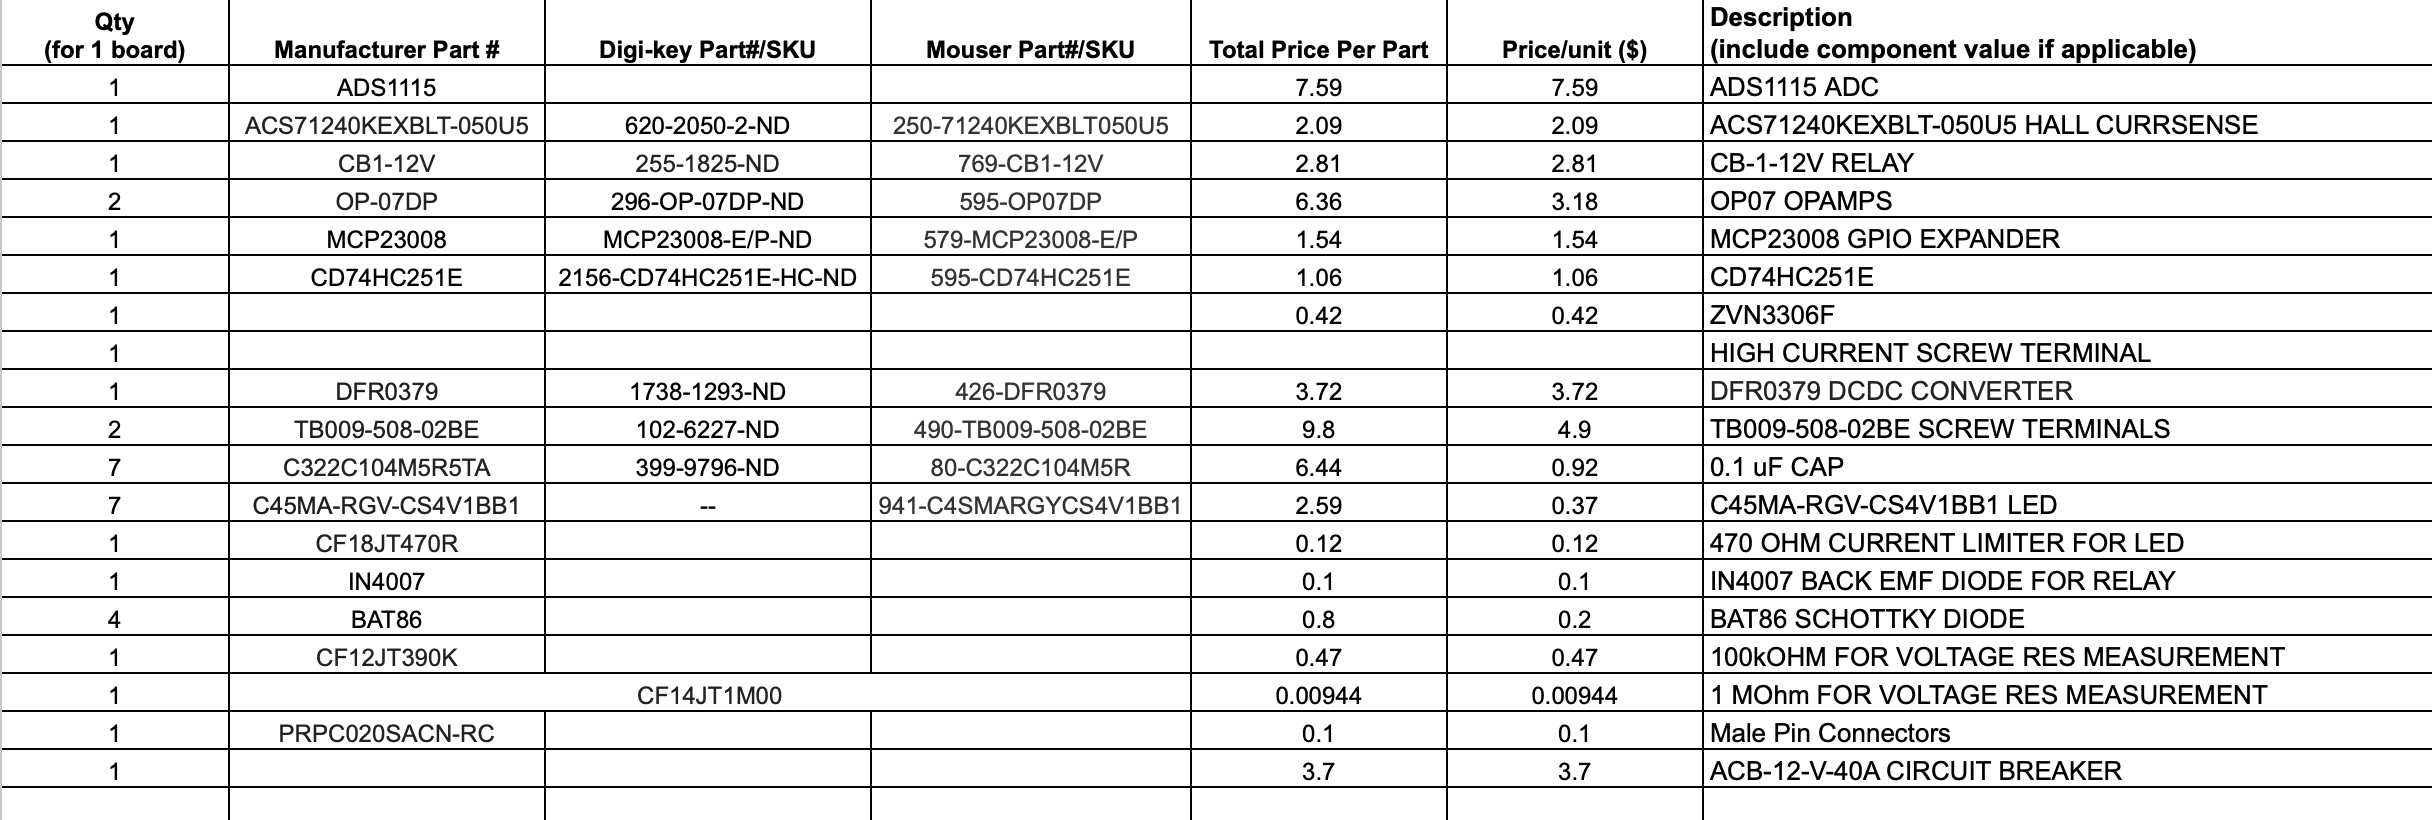 Qty
(for 1 board) Manufacturer Part # Digi-key Part#/SKU Mouser Part#/SKU Total Price Per Part Price/unit ($) Description
(include component value if applicable)
1 ADS1115 7.59 7.59 ADS1115 ADC
1 ACS71240KEXBLT-050U5 620-2050-2-ND 250-71240KEXBLT050U5 2.09 2.09 ACS71240KEXBLT-050U5 HALL CURRSENSE
1 CB1-12V 255-1825-ND 769-CB1-12V 2.81 2.81 CB-1-12V RELAY
2 OP-07DP 296-OP-07DP-ND 595-OP07DP 6.36 3.18 OP07 OPAMPS
1 MCP23008 MCP23008-E/P-ND 579-MCP23008-E/P 1.54 1.54 MCP23008 GPIO EXPANDER
1 CD74HC251E 2156-CD74HC251E-HC-ND 595-CD74HC251E 1.06 1.06 CD74HC251E
1 0.42 0.42 ZVN3306F
1 HIGH CURRENT SCREW TERMINAL
1 DFR0379 1738-1293-ND 426-DFR0379 3.72 3.72 DFR0379 DCDC CONVERTER
2 TB009-508-02BE 102-6227-ND 490-TB009-508-02BE 9.8 4.9 TB009-508-02BE SCREW TERMINALS
7 C322C104M5R5TA 399-9796-ND 80-C322C104M5R 6.44 0.92 0.1 uF CAP
7 C45MA-RGV-CS4V1BB1 -- 941-C4SMARGYCS4V1BB1 2.59 0.37 C45MA-RGV-CS4V1BB1 LED
1 CF18JT470R 0.12 0.12 470 OHM CURRENT LIMITER FOR LED
1 IN4007 0.1 0.1 IN4007 BACK EMF DIODE FOR RELAY
4 BAT86 0.8 0.2 BAT86 SCHOTTKY DIODE
1 CF12JT390K 0.47 0.47 100kOHM FOR VOLTAGE RES MEASUREMENT
1 CF14JT1M00 0.00944 0.00944 1 MOhm FOR VOLTAGE RES MEASUREMENT
1 PRPC020SACN-RC 0.1 0.1 Male Pin Connectors
1 3.7 3.7 ACB-12-V-40A CIRCUIT BREAKER